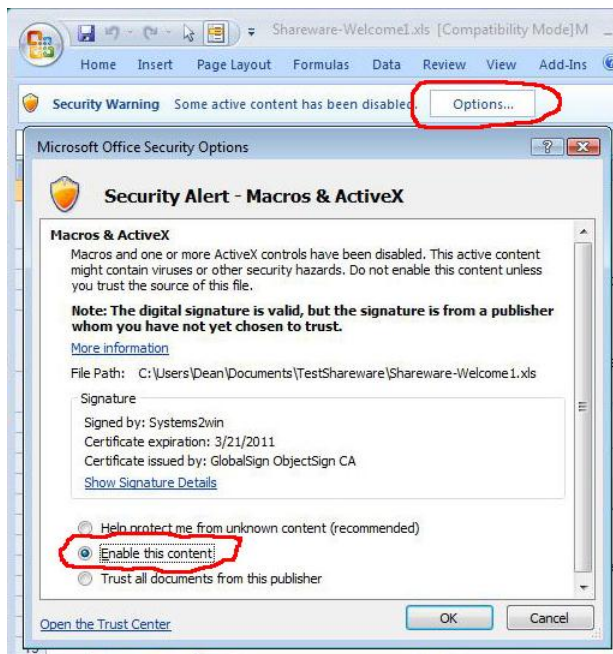 Shareware-Welcome1.xls [Compatibility Mode]M
Home Insert Page Layout Formulas Data Review View Add-Ins
Security Warning Some active content has been disabled. Options...
Microsoft Office Security Options
Security Alert - Macros & ActiveX
Macros & ActiveX
Macros and one or more ActiveX controls have been disabled. This active content
might contain viruses or other security hazards. Do not enable this content unless
you trust the source of this file.
Note: The digital signature is valid, but the signature is from a publisher
whom you have not yet chosen to trust.
More information
File Path: C:\Users\Dean\Documents\TestShareware\Shareware-Welcome1.xls
Signature
Signed by: Systems2win
Certificate expiration: 3/21/2011
Certificate issued by: GlobalSign ObjectSign CA
Show Signature Details
Help protect me from unknown content (recommended)
Enable this content
Trust all documents from this publisher
Open the Trust Center
OK Cancel